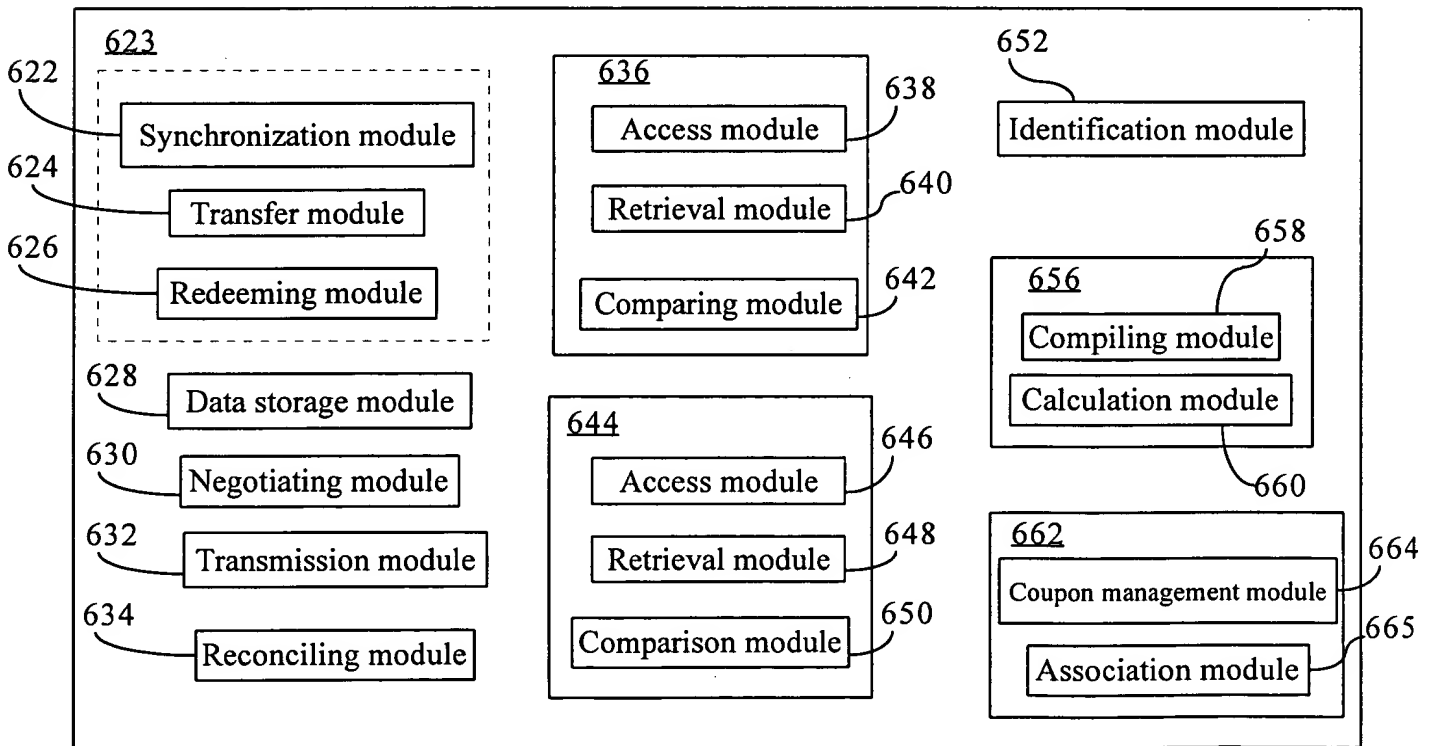 623
622
Synchronization module
624
Transfer module
626
Redeeming module
628
Data storage module
630
Negotiating module
632
Transmission module
634
Reconciling module
636
638
Access module
640
Retrieval module
642
Comparing module
644
646
Access module
648
Retrieval module
650
Comparison module
652
Identification module
658
656
Compiling module
Calculation module
660
662
664
Coupon management module
665
Association module